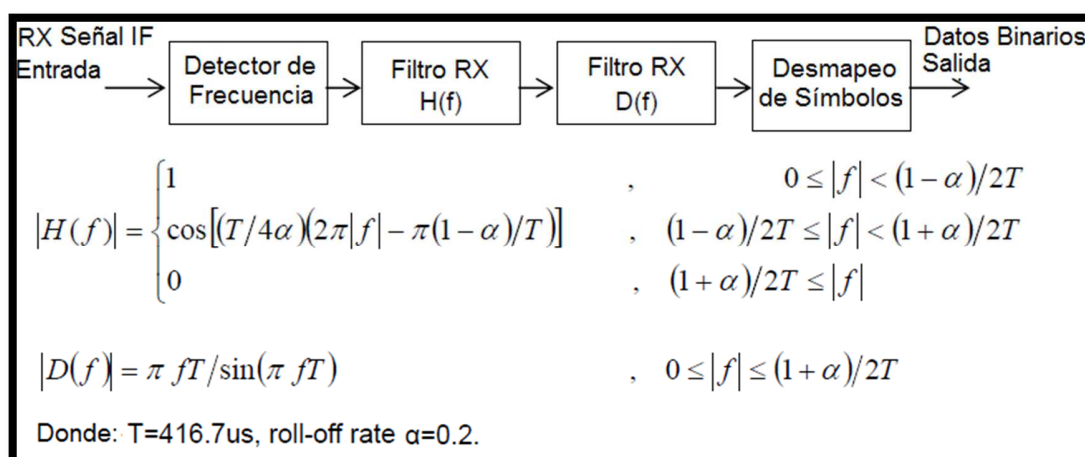 RX Señal IF
Entrada
Detector de
Frecuencia
Filtro RX
H(f)
Filtro RX
D(f)
Desmapeo
de Símbolos
Datos Binarios
Salida
|H(f)| = { 1 , 0 ≤ |f| < (1 − α)/2T
cos[(T/4α)(2π|f| − π(1 − α)/T)] , (1 − α)/2T ≤ |f| < (1 + α)/2T
0 , (1 + α)/2T ≤ |f|
|D(f)| = π fT/sin(π fT) , 0 ≤ |f| ≤ (1 + α)/2T
Donde: T=416.7us, roll-off rate α=0.2.